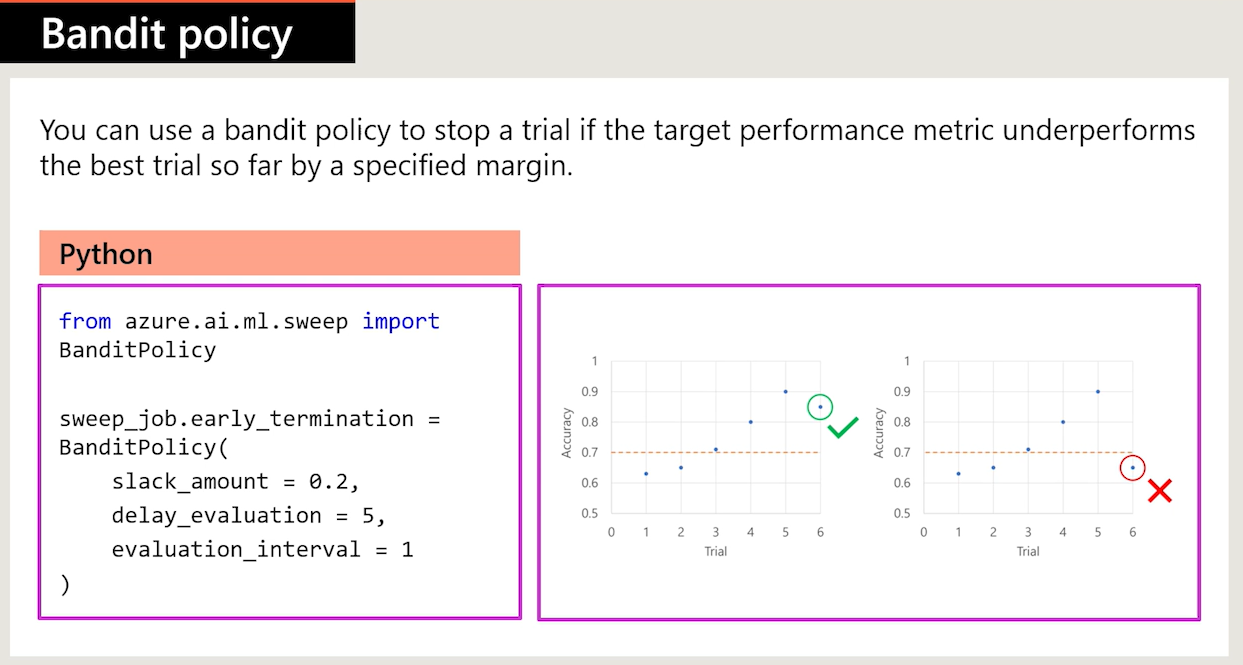 Bandit policy
You can use a bandit policy to stop a trial if the target performance metric underperforms
the best trial so far by a specified margin.
Python
from azure.ai.ml.sweep import
BanditPolicy
sweep_job.early_termination =
BanditPolicy(
    slack_amount = 0.2,
    delay_evaluation = 5,
    evaluation_interval = 1
)
1
0.9
0.8
0.7
0.6
0.5
Accuracy
0 1 2 3 4 5 6
Trial
1
0.9
0.8
0.7
0.6
0.5
Accuracy
0 1 2 3 4 5 6
Trial